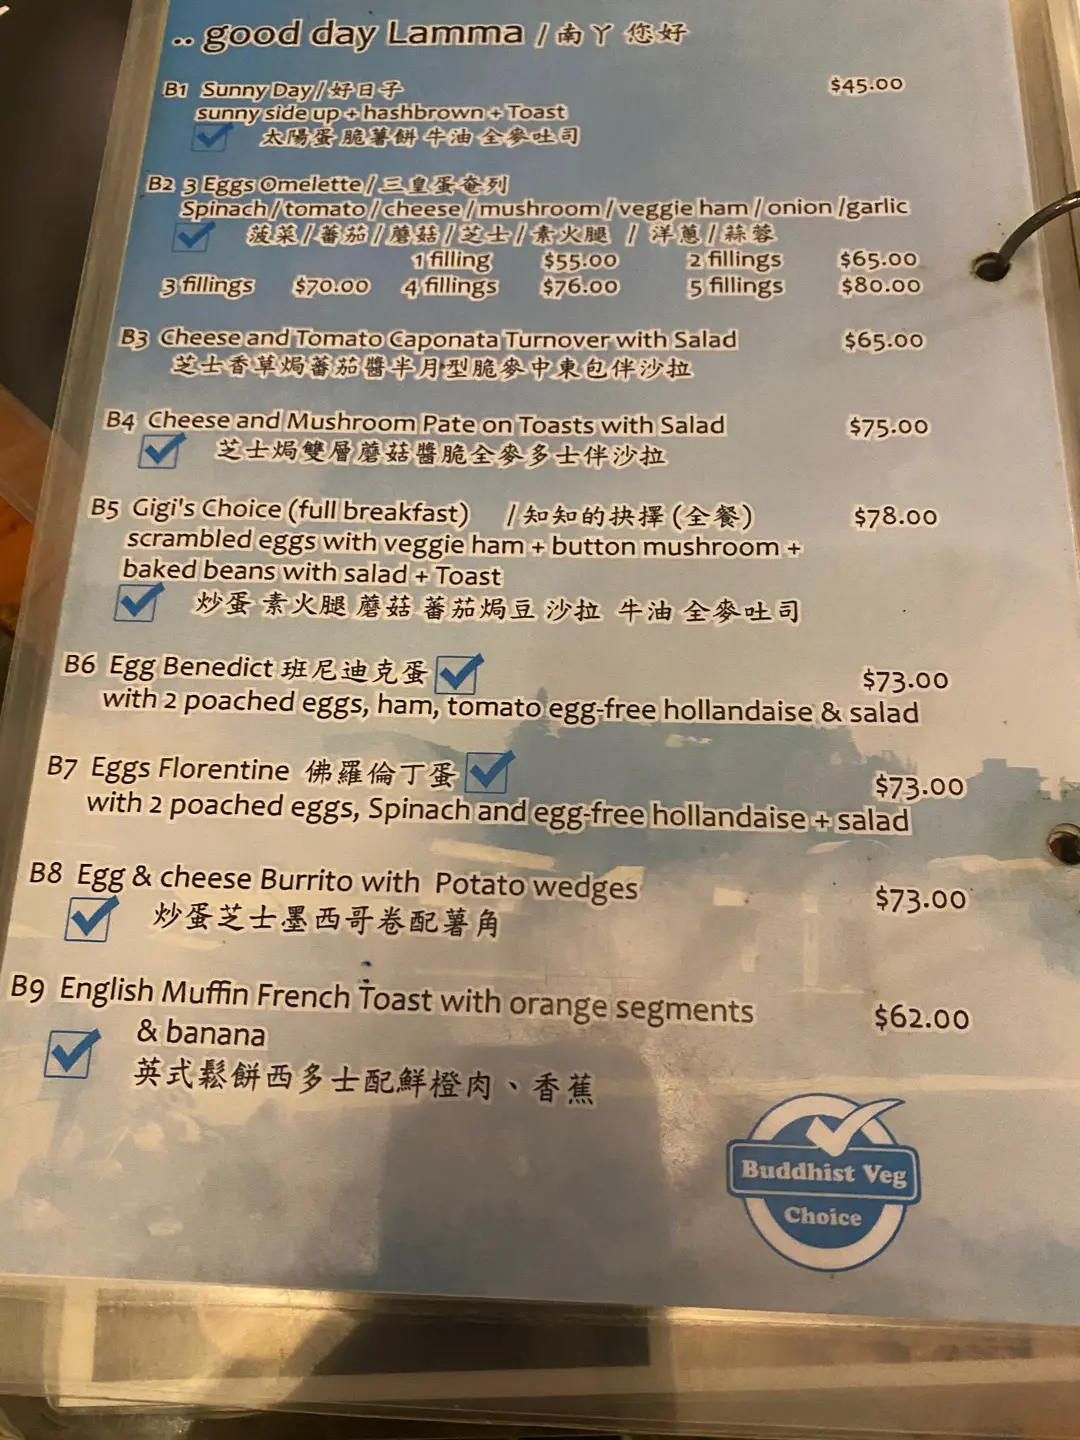 .. good day Lamma / 南丫 您好
B1 Sunny Day / 好日子 $45.00
sunny side up + hashbrown + Toast
太陽蛋 脆薯餅 牛油 全麥吐司
B2 3 Eggs Omelette / 三皇蛋奄列
Spinach / tomato / cheese / mushroom / veggie ham / onion /garlic
菠菜 / 蕃茄 / 蘑菇 / 芝士 / 素火腿 / 洋蔥 / 蒜蓉
1 filling $55.00 2 fillings $65.00
3 fillings $70.00 4 fillings $76.00 5 fillings $80.00
B3 Cheese and Tomato Caponata Turnover with Salad $65.00
芝士香草焗蕃茄醬半月型脆麥中東包伴沙拉
B4 Cheese and Mushroom Pate on Toasts with Salad $75.00
芝士焗雙層蘑菇醬脆全麥多士伴沙拉
B5 Gigi's Choice (full breakfast) / 知知的抉擇 (全餐) $78.00
scrambled eggs with veggie ham + button mushroom +
baked beans with salad + Toast
炒蛋 素火腿 蘑菇 蕃茄焗豆 沙拉 牛油 全麥吐司
B6 Egg Benedict 班尼迪克蛋 $73.00
with 2 poached eggs, ham, tomato egg-free hollandaise & salad
B7 Eggs Florentine 佛羅倫丁蛋 $73.00
with 2 poached eggs, Spinach and egg-free hollandaise + salad
B8 Egg & cheese Burrito with Potato wedges $73.00
炒蛋芝士墨西哥卷配薯角
B9 English Muffin French Toast with orange segments $62.00
& banana
英式鬆餅西多士配鮮橙肉、香蕉
Buddhist Veg
Choice